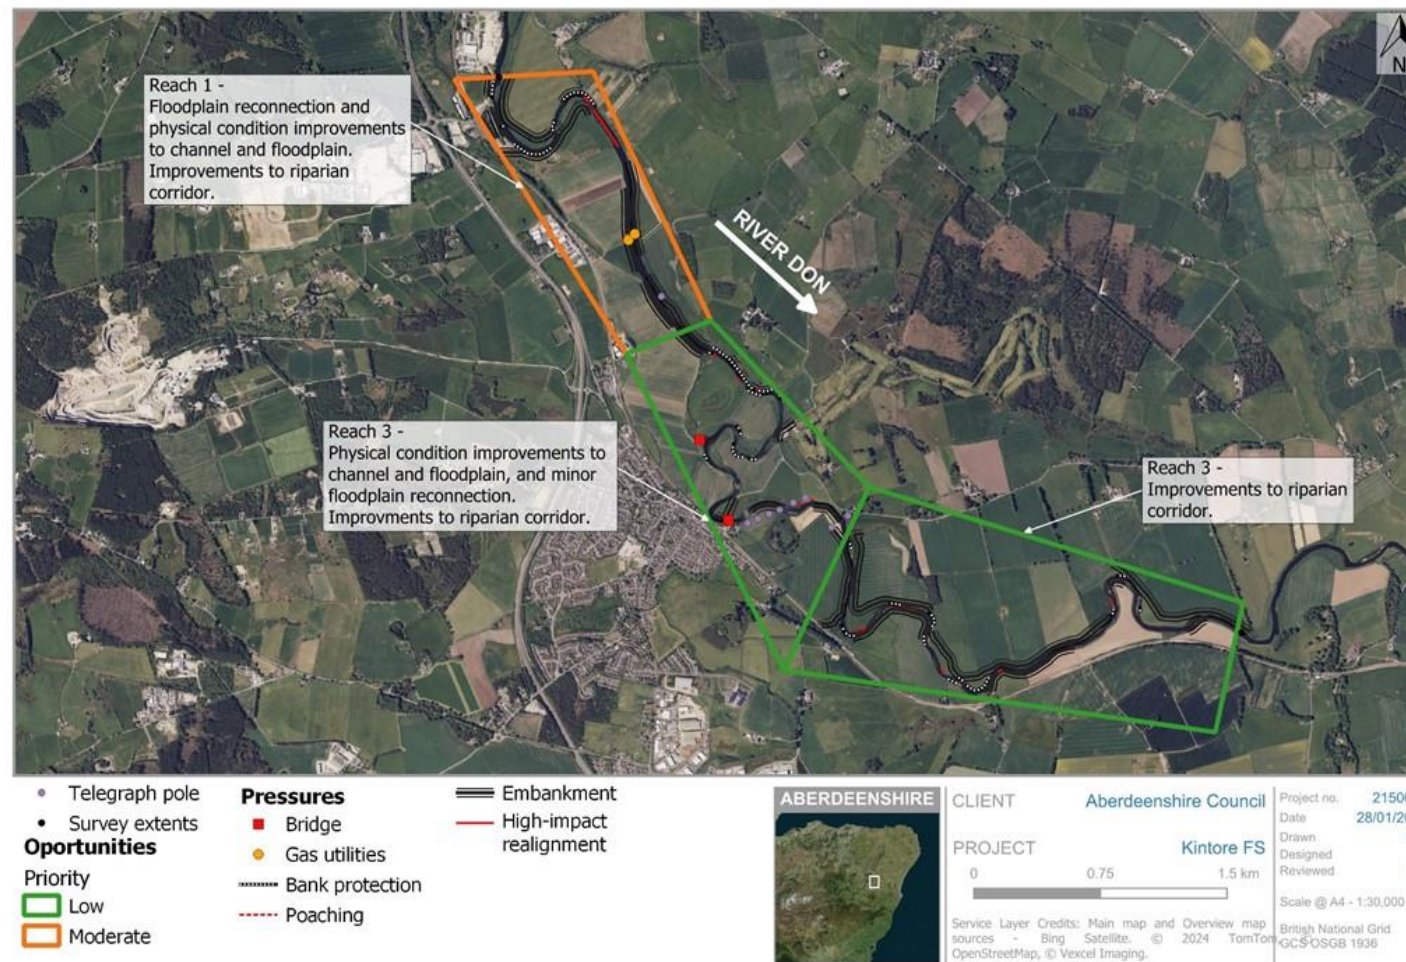 Reach 1 -
Floodplain reconnection and
physical condition improvements
to channel and floodplain.
Improvements to riparian
corridor.
N
RIVER DON
Reach 3 -
Physical condition improvements to
channel and floodplain, and minor
floodplain reconnection.
Improvments to riparian corridor.
Reach 3 -
Improvements to riparian
corridor.
Telegraph pole
Survey extents
Oportunities
Priority
Low
Moderate
Pressures
Bridge
Gas utilities
Bank protection
Poaching
Embankment
High-impact
realignment
ABERDEENSHIRE
CLIENT Aberdeenshire Council
PROJECT Kintore FS
0 0.75 1.5 km
Service Layer Credits: Main map and Overview map
sources - Bing Satellite. © 2024 TomTom, ©
OpenStreetMap, © Vexcel Imaging.
Project no.
Date 28/01/20
Drawn
Designed
Reviewed
Scale @ A4 - 1:30,000
British National Grid
GCS OSGB 1936